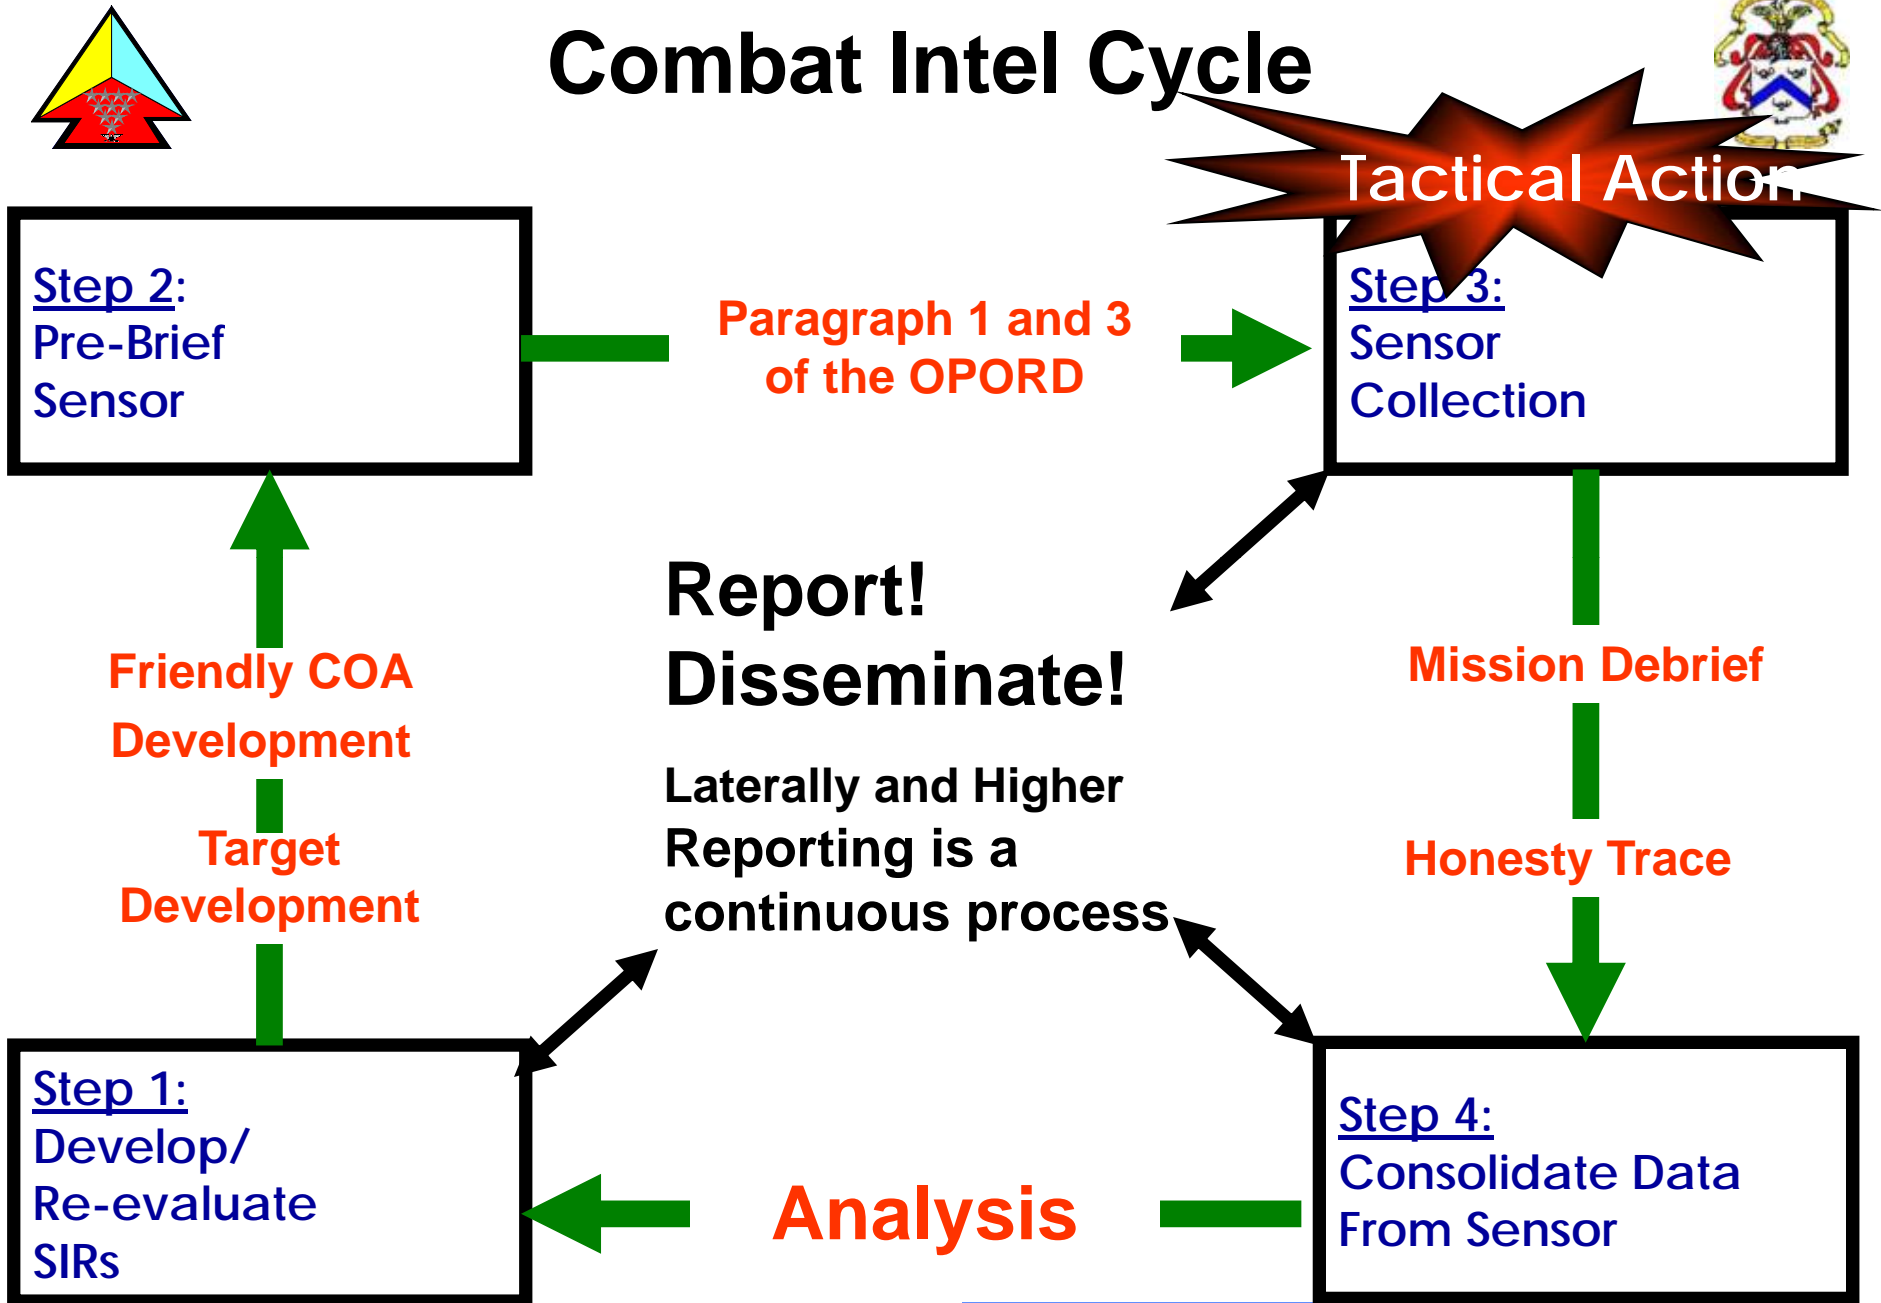 Combat Intel Cycle
Tactical Action
Step 2:
Pre-Brief
Sensor
Paragraph 1 and 3
of the OPORD
Step 3:
Sensor
Collection
Friendly COA
Development
Target
Development
Report!
Disseminate!
Laterally and Higher
Reporting is a
continuous process
Mission Debrief
Honesty Trace
Step 1:
Develop/
Re-evaluate
SIRs
Analysis
Step 4:
Consolidate Data
From Sensor